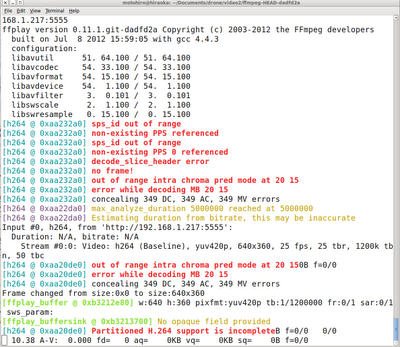 motohiro@hiraoka: ~/Documents/drone/video2/ffmpeg-HEAD-dadfd2a
File Edit View Terminal Help
168.1.217:5555
ffplay version 0.11.1.git-dadfd2a Copyright (c) 2003-2012 the FFmpeg developers
built on Jul 8 2012 15:59:05 with gcc 4.4.3
configuration:
libavutil 51. 64.100 / 51. 64.100
libavcodec 54. 33.100 / 54. 33.100
libavformat 54. 15.100 / 54. 15.100
libavdevice 54. 1.100 / 54. 1.100
libavfilter 3. 0.101 / 3. 0.101
libswscale 2. 1.100 / 2. 1.100
libswresample 0. 15.100 / 0. 15.100
[h264 @ 0xaa232a0] sps_id out of range
[h264 @ 0xaa232a0] non-existing PPS referenced
[h264 @ 0xaa232a0] sps_id out of range
[h264 @ 0xaa232a0] non-existing PPS 0 referenced
[h264 @ 0xaa232a0] decode_slice_header error
[h264 @ 0xaa232a0] no frame!
[h264 @ 0xaa232a0] out of range intra chroma pred mode at 20 15
[h264 @ 0xaa232a0] error while decoding MB 20 15
[h264 @ 0xaa232a0] concealing 349 DC, 349 AC, 349 MV errors
[h264 @ 0xaa22da0] max_analyze_duration 5000000 reached at 5000000
[h264 @ 0xaa22da0] Estimating duration from bitrate, this may be inaccurate
Input #0, h264, from 'http://192.168.1.217:5555':
Duration: N/A, bitrate: N/A
Stream #0:0: Video: h264 (Baseline), yuv420p, 640x360, 25 fps, 25 tbr, 1200k tb
n, 50 tbc
[h264 @ 0xaa20de0] out of range intra chroma pred mode at 20 150B f=0/0
[h264 @ 0xaa20de0] error while decoding MB 20 15
[h264 @ 0xaa20de0] concealing 349 DC, 349 AC, 349 MV errors
Frame changed from size:0x0 to size:640x360
[ffplay_buffer @ 0xb3212e80] w:640 h:360 pixfmt:yuv420p tb:1/1200000 fr:0/1 sar:0/1
sws_param:
[ffplay_buffersink @ 0xb3213700] No opaque field provided
[h264 @ 0xaa20de0] Partitioned H.264 support is incompleteB f=0/0 0/0
10.38 A-V: 0.000 fd= 0 aq= 0KB vq= 0KB sq= 0B f=0/0